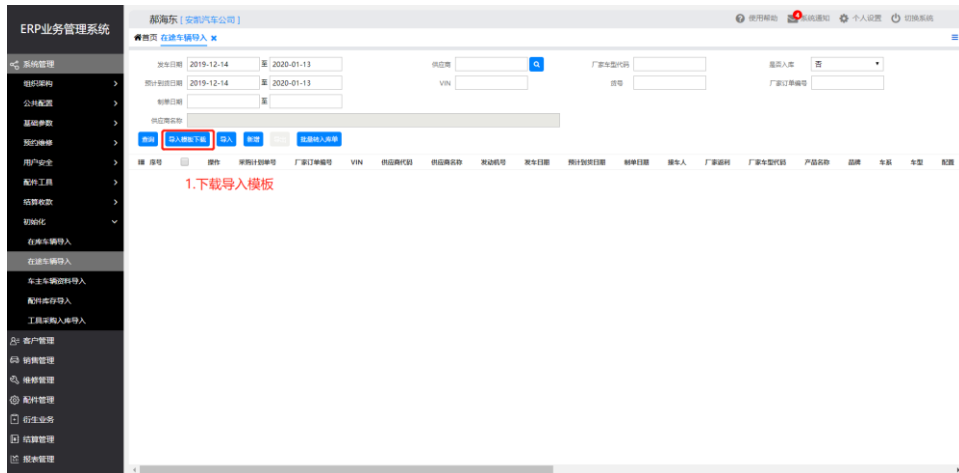 ERP业务管理系统
郝海东 [ 安凯汽车公司 ]
使用帮助 4 系统通知 个人设置 切换系统
首页 在途车辆导入 ×
系统管理
组织架构
公共配置
基础参数
预约维修
用户安全
配件工具
结算收款
初始化
在库车辆导入
在途车辆导入
车主车辆资料导入
配件库存导入
工具采购入库导入
客户管理
销售管理
维修管理
配件管理
衍生业务
结算管理
报表管理
发车日期 2019-12-14 至 2020-01-13 供应商 厂家车型代码 是否入库 否
预计到货日期 2019-12-14 至 2020-01-13 VIN 货号 厂家订单编号
制单日期 至
供应商名称
查询 导入模板下载 导入 新增 批量转入库单
序号 操作 采购计划单号 厂家订单编号 VIN 供应商代码 供应商名称 发动机号 发车日期 预计到货日期 制单日期 接车人 厂家返利 厂家车型代码 产品名称 品牌 车系 车型 配置
1.下载导入模板